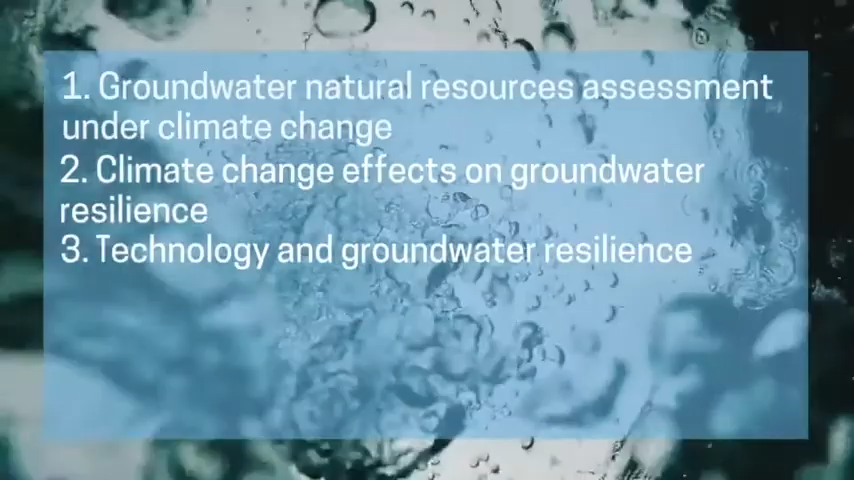 1. Groundwater natural resources assessment
under climate change
2. Climate change effects on groundwater
resilience
3. Technology and groundwater resilience